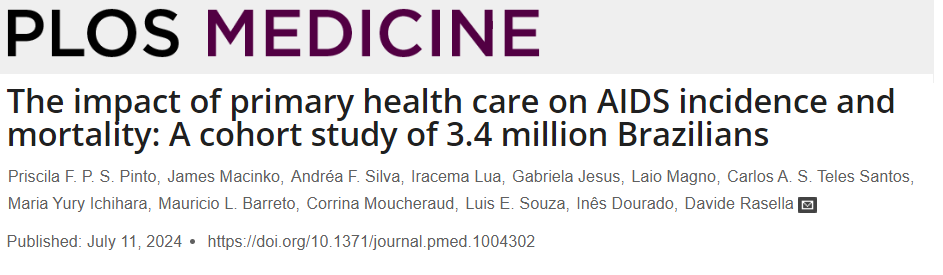 PLOS MEDICINE
The impact of primary health care on AIDS incidence and
mortality: A cohort study of 3.4 million Brazilians
Priscila F. P. S. Pinto, James Macinko, Andréa F. Silva, Iracema Lua, Gabriela Jesus, Laio Magno, Carlos A. S. Teles Santos,
Maria Yury Ichihara, Mauricio L. Barreto, Corrina Moucheraud, Luis E. Souza, Inês Dourado, Davide Rasella
Published: July 11, 2024 • https://doi.org/10.1371/journal.pmed.1004302